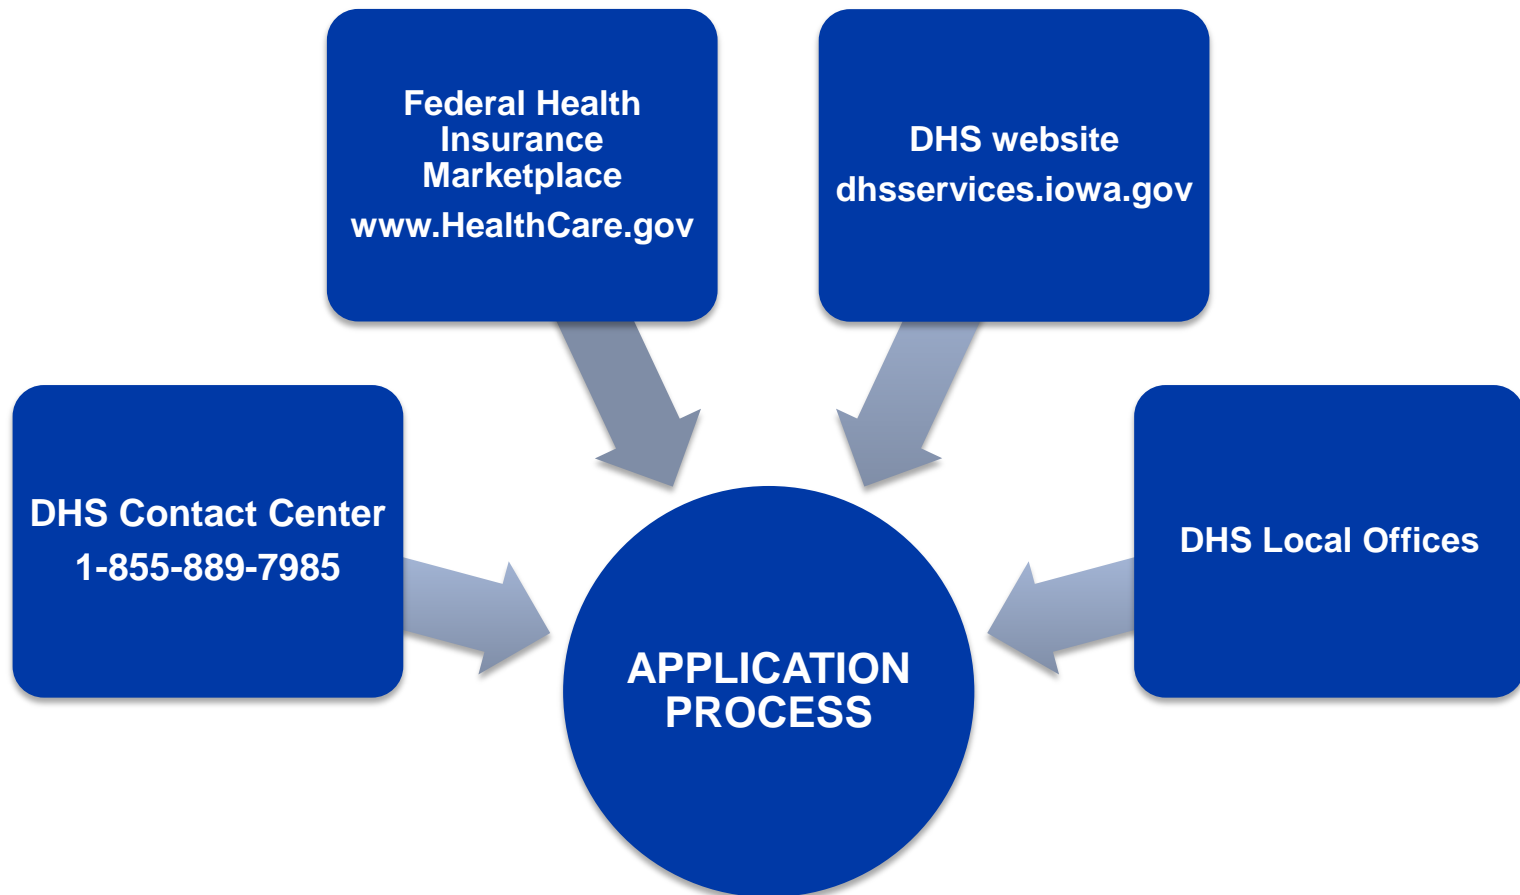 Federal Health
Insurance
Marketplace
www.HealthCare.gov
DHS website
dhsservices.iowa.gov
DHS Contact Center
1-855-889-7985
DHS Local Offices
APPLICATION
PROCESS